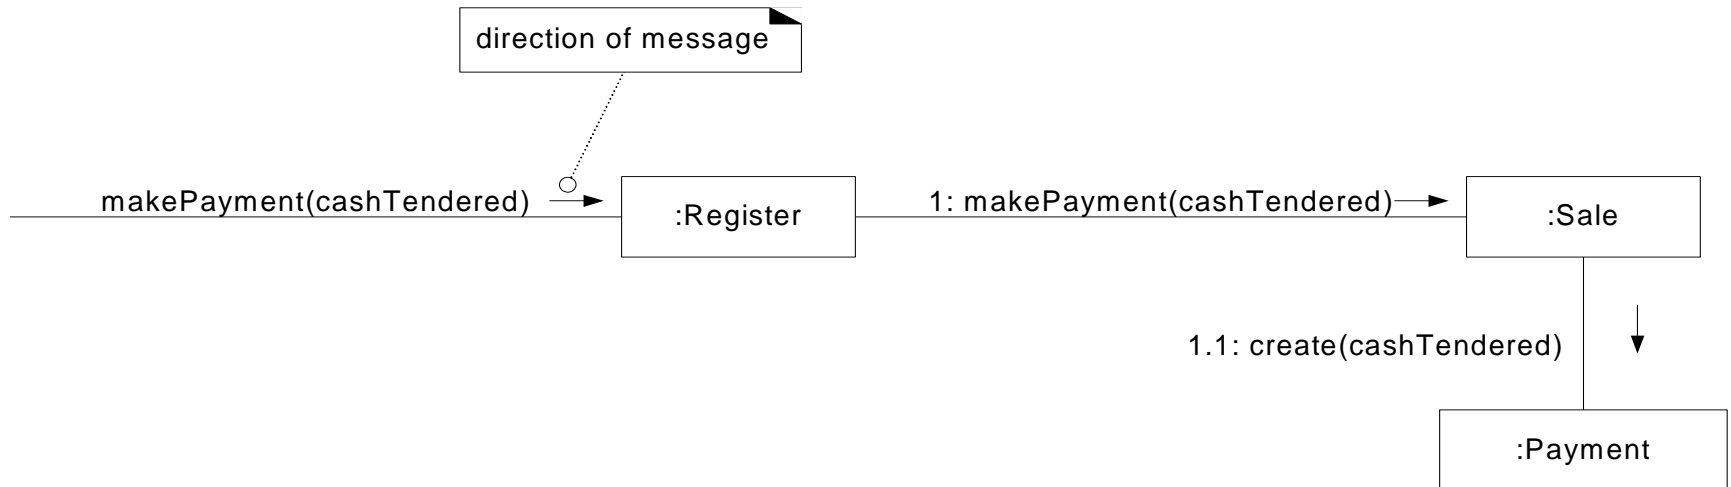 direction of message
makePayment(cashTendered)
:Register
1: makePayment(cashTendered)
:Sale
1.1: create(cashTendered)
:Payment